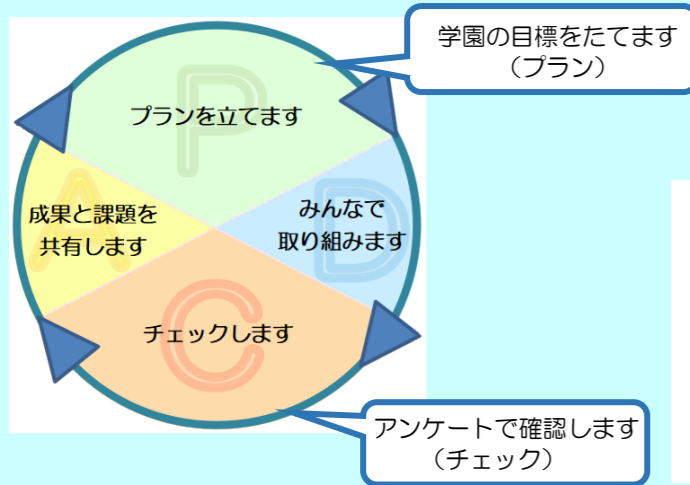 学園の目標をたてます
（プラン）
P
プランを立てます
D
みんなで
取り組みます
A
成果と課題を
共有します
C
チェックします
アンケートで確認します
（チェック）